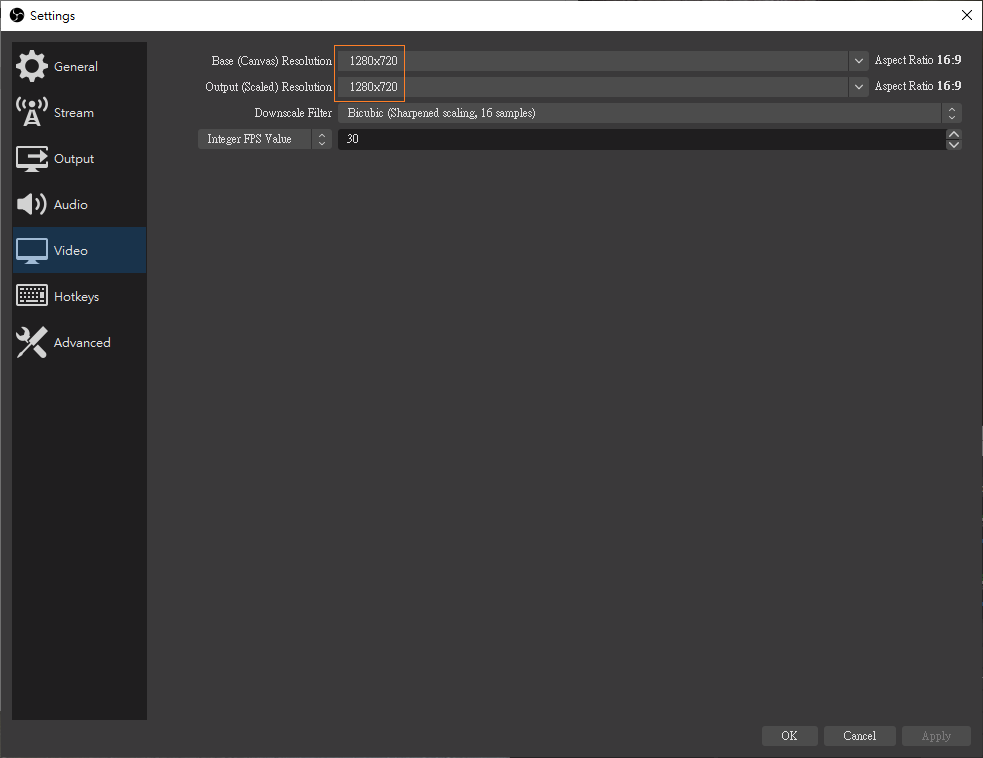 Settings
General
Stream
Output
Audio
Video
Hotkeys
Advanced
Base (Canvas) Resolution 1280x720 Aspect Ratio 16:9
Output (Scaled) Resolution 1280x720 Aspect Ratio 16:9
Downscale Filter Bicubic (Sharpened scaling, 16 samples)
Integer FPS Value 30
OK Cancel Apply